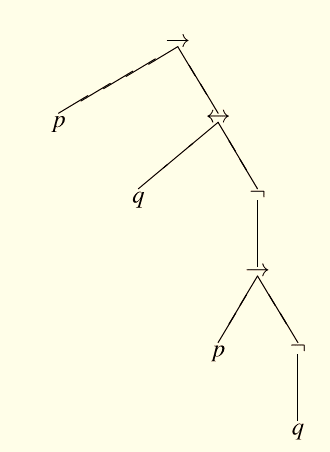 →
p ↔
q ¬
→
p ¬
q